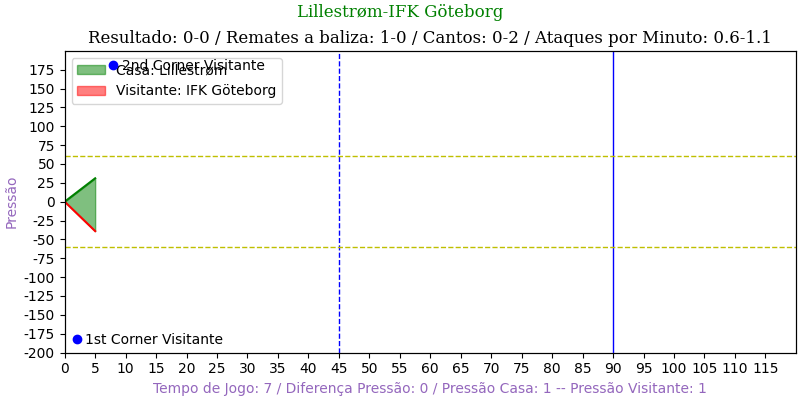 Lillestrøm-IFK Göteborg
Resultado: 0-0 / Remates a baliza: 1-0 / Cantos: 0-2 / Ataques por Minuto: 0.6-1.1
2nd Corner Visitante
Casa: Lillestrøm
Visitante: IFK Göteborg
175
150
125
100
75
50
25
0
-25
-50
-75
-100
-125
-150
-175
-200
Pressão
1st Corner Visitante
0 5 10 15 20 25 30 35 40 45 50 55 60 65 70 75 80 85 90 95 100 105 110 115
Tempo de Jogo: 7 / Diferença Pressão: 0 / Pressão Casa: 1 -- Pressão Visitante: 1